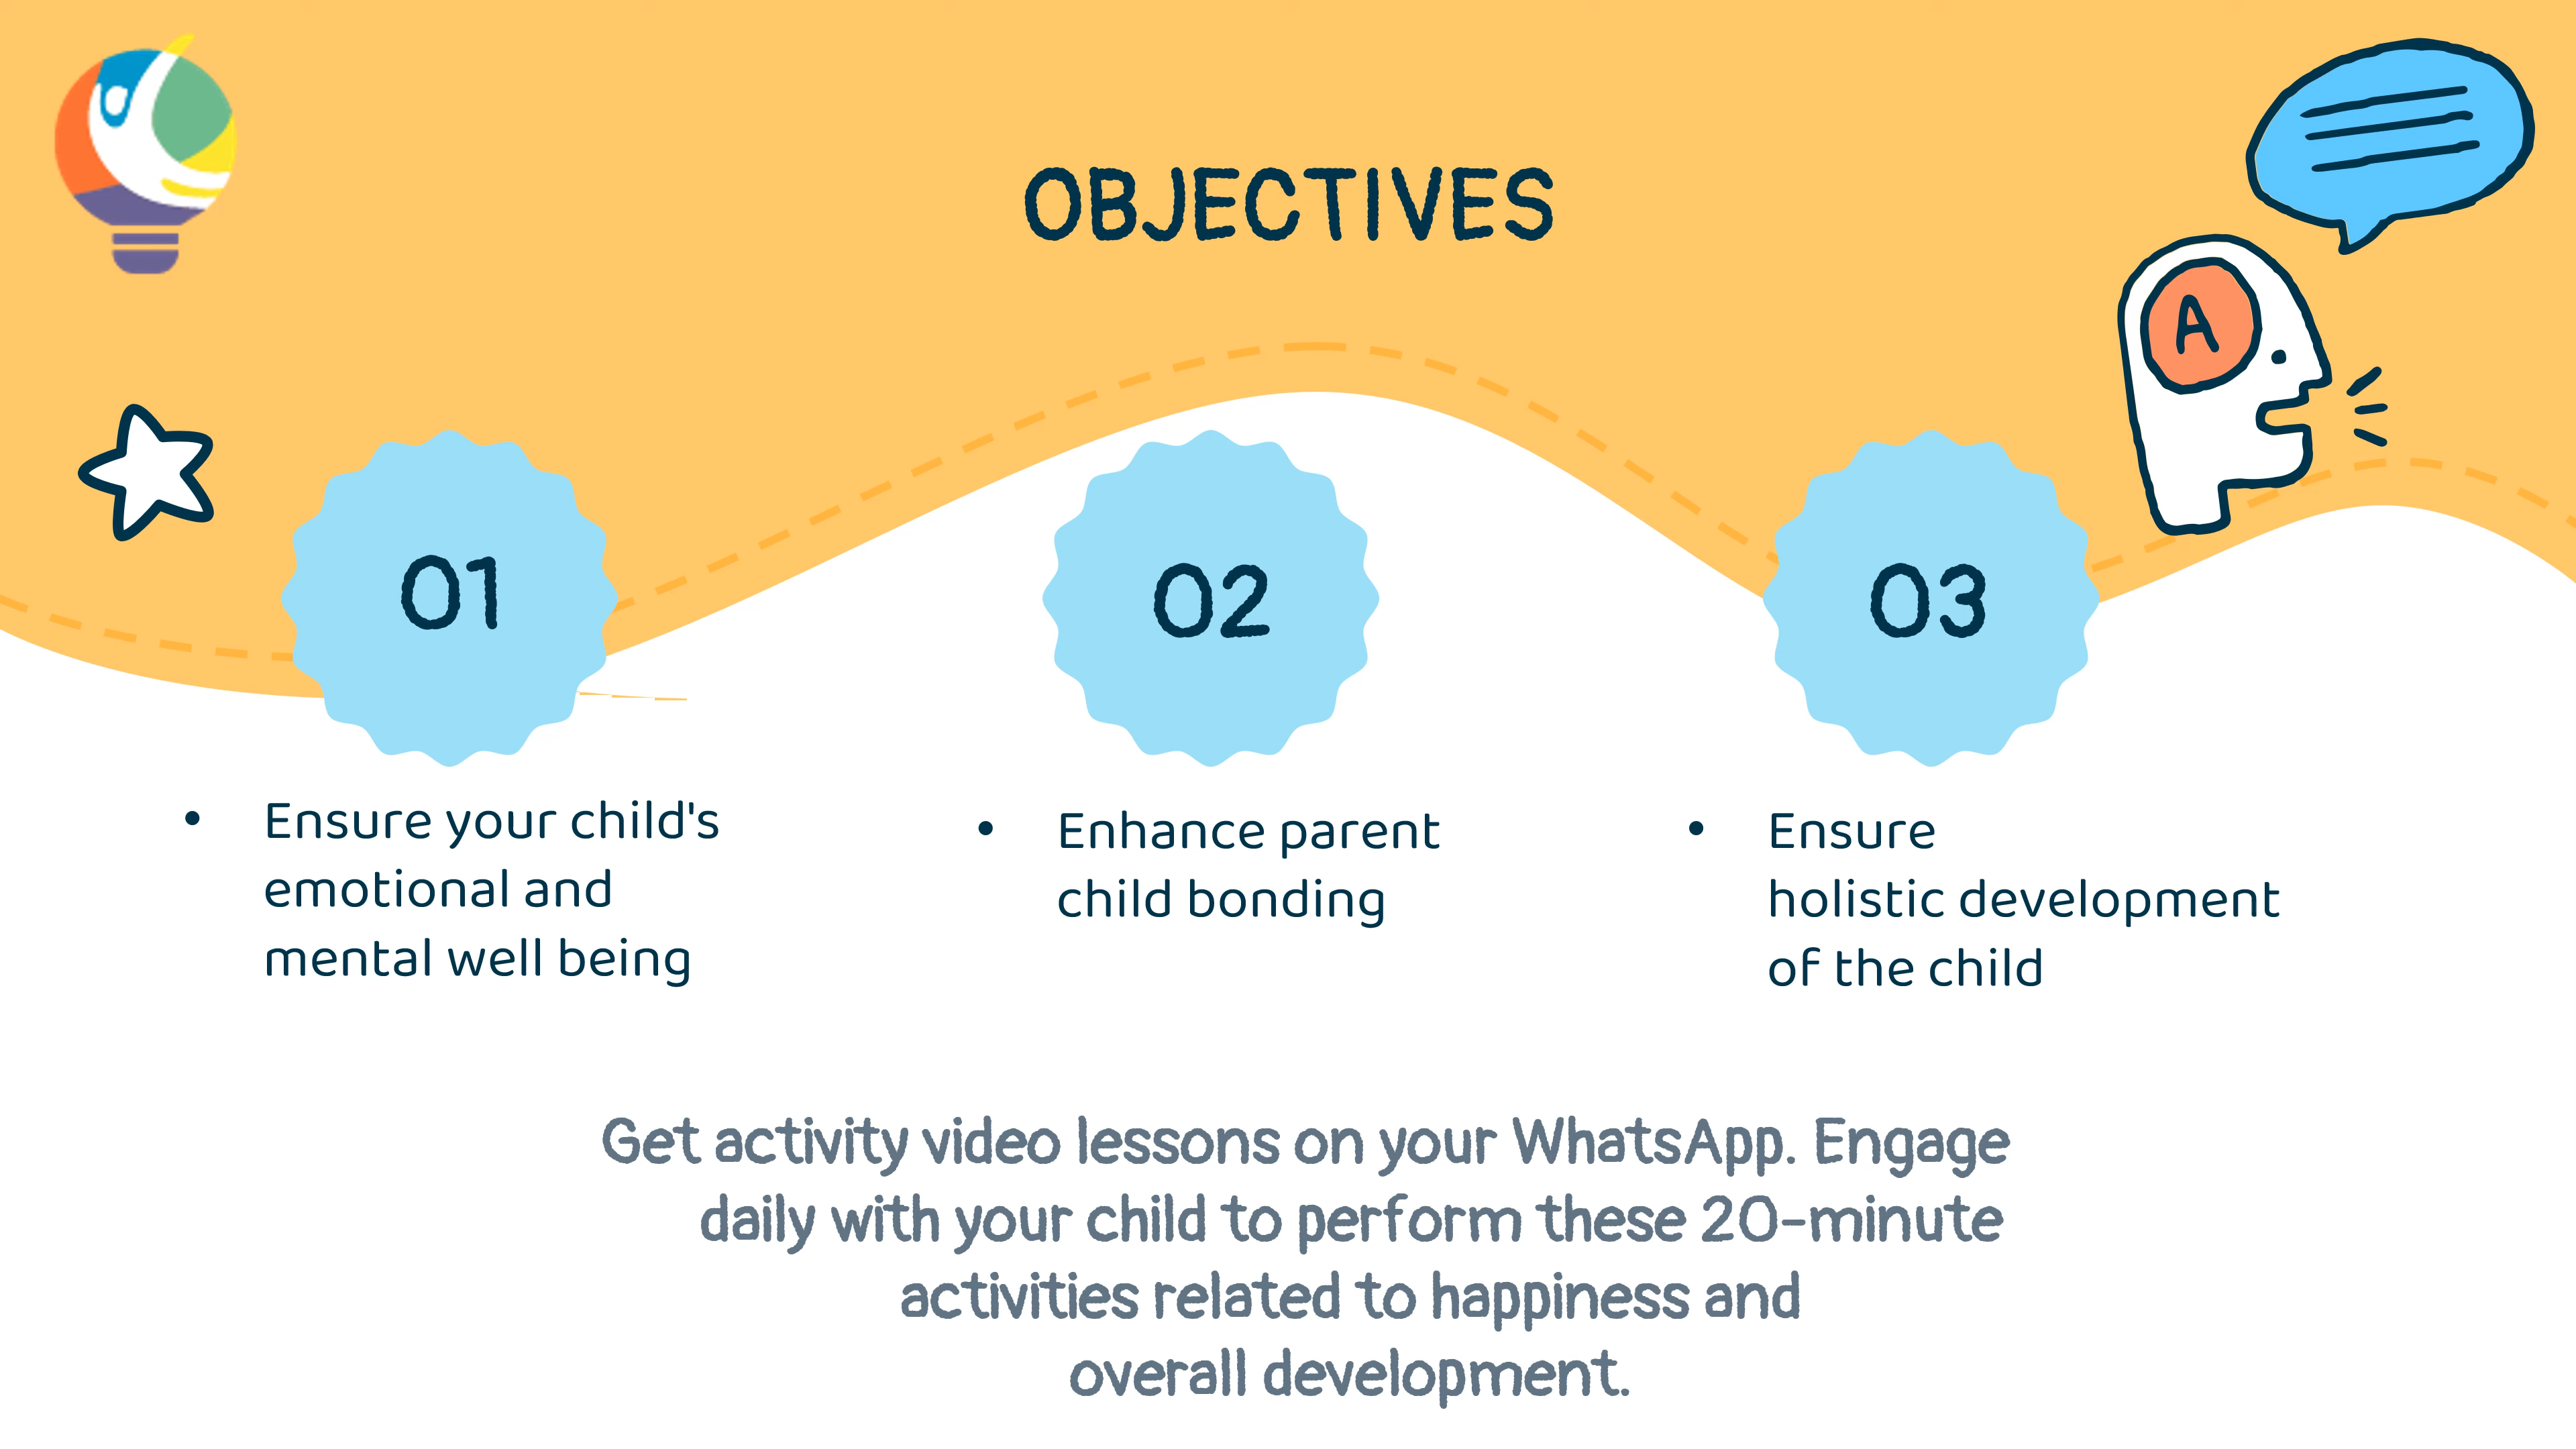 OBJECTIVES
A
01
02
03
• Ensure your child's
emotional and
mental well being
• Enhance parent
child bonding
• Ensure
holistic development
of the child
Get activity video lessons on your WhatsApp. Engage
daily with your child to perform these 20-minute
activities related to happiness and
overall development.